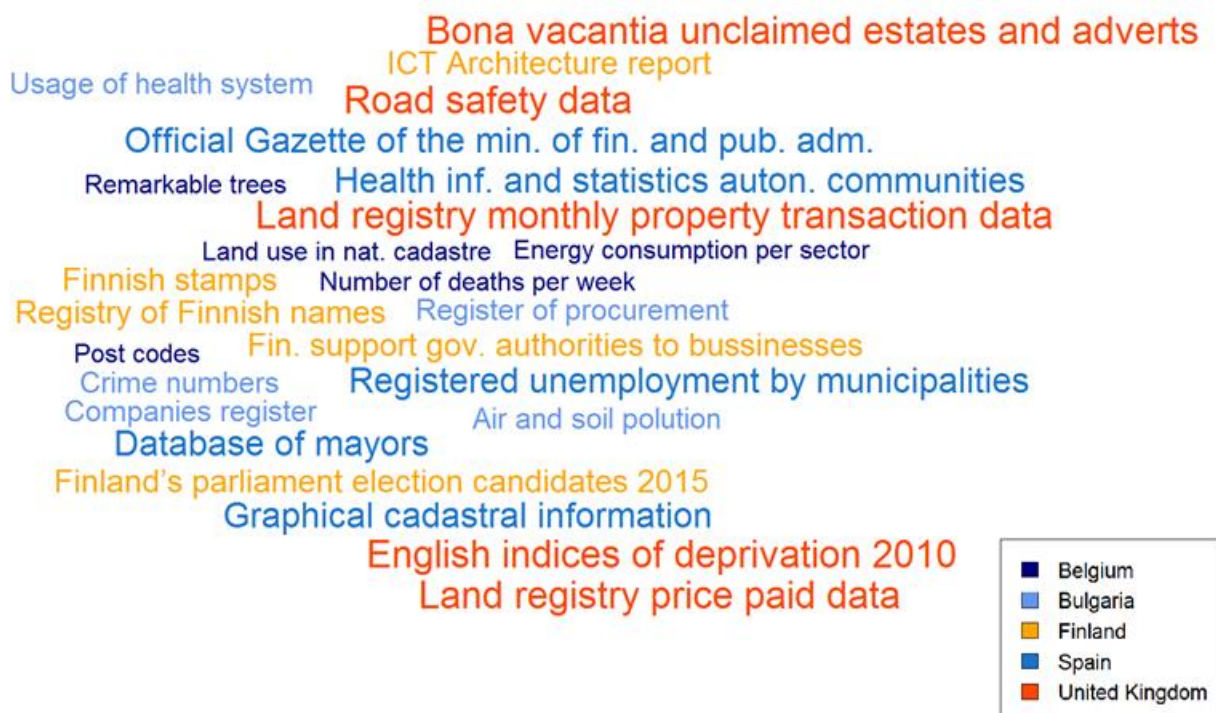 Bona vacantia unclaimed estates and adverts
ICT Architecture report
Usage of health system
Road safety data
Official Gazette of the min. of fin. and pub. adm.
Remarkable trees
Health inf. and statistics auton. communities
Land registry monthly property transaction data
Land use in nat. cadastre
Energy consumption per sector
Finnish stamps
Number of deaths per week
Registry of Finnish names
Register of procurement
Post codes
Fin. support gov. authorities to bussinesses
Crime numbers
Registered unemployment by municipalities
Companies register
Air and soil polution
Database of mayors
Finland's parliament election candidates 2015
Graphical cadastral information
English indices of deprivation 2010
Land registry price paid data
Belgium
Bulgaria
Finland
Spain
United Kingdom